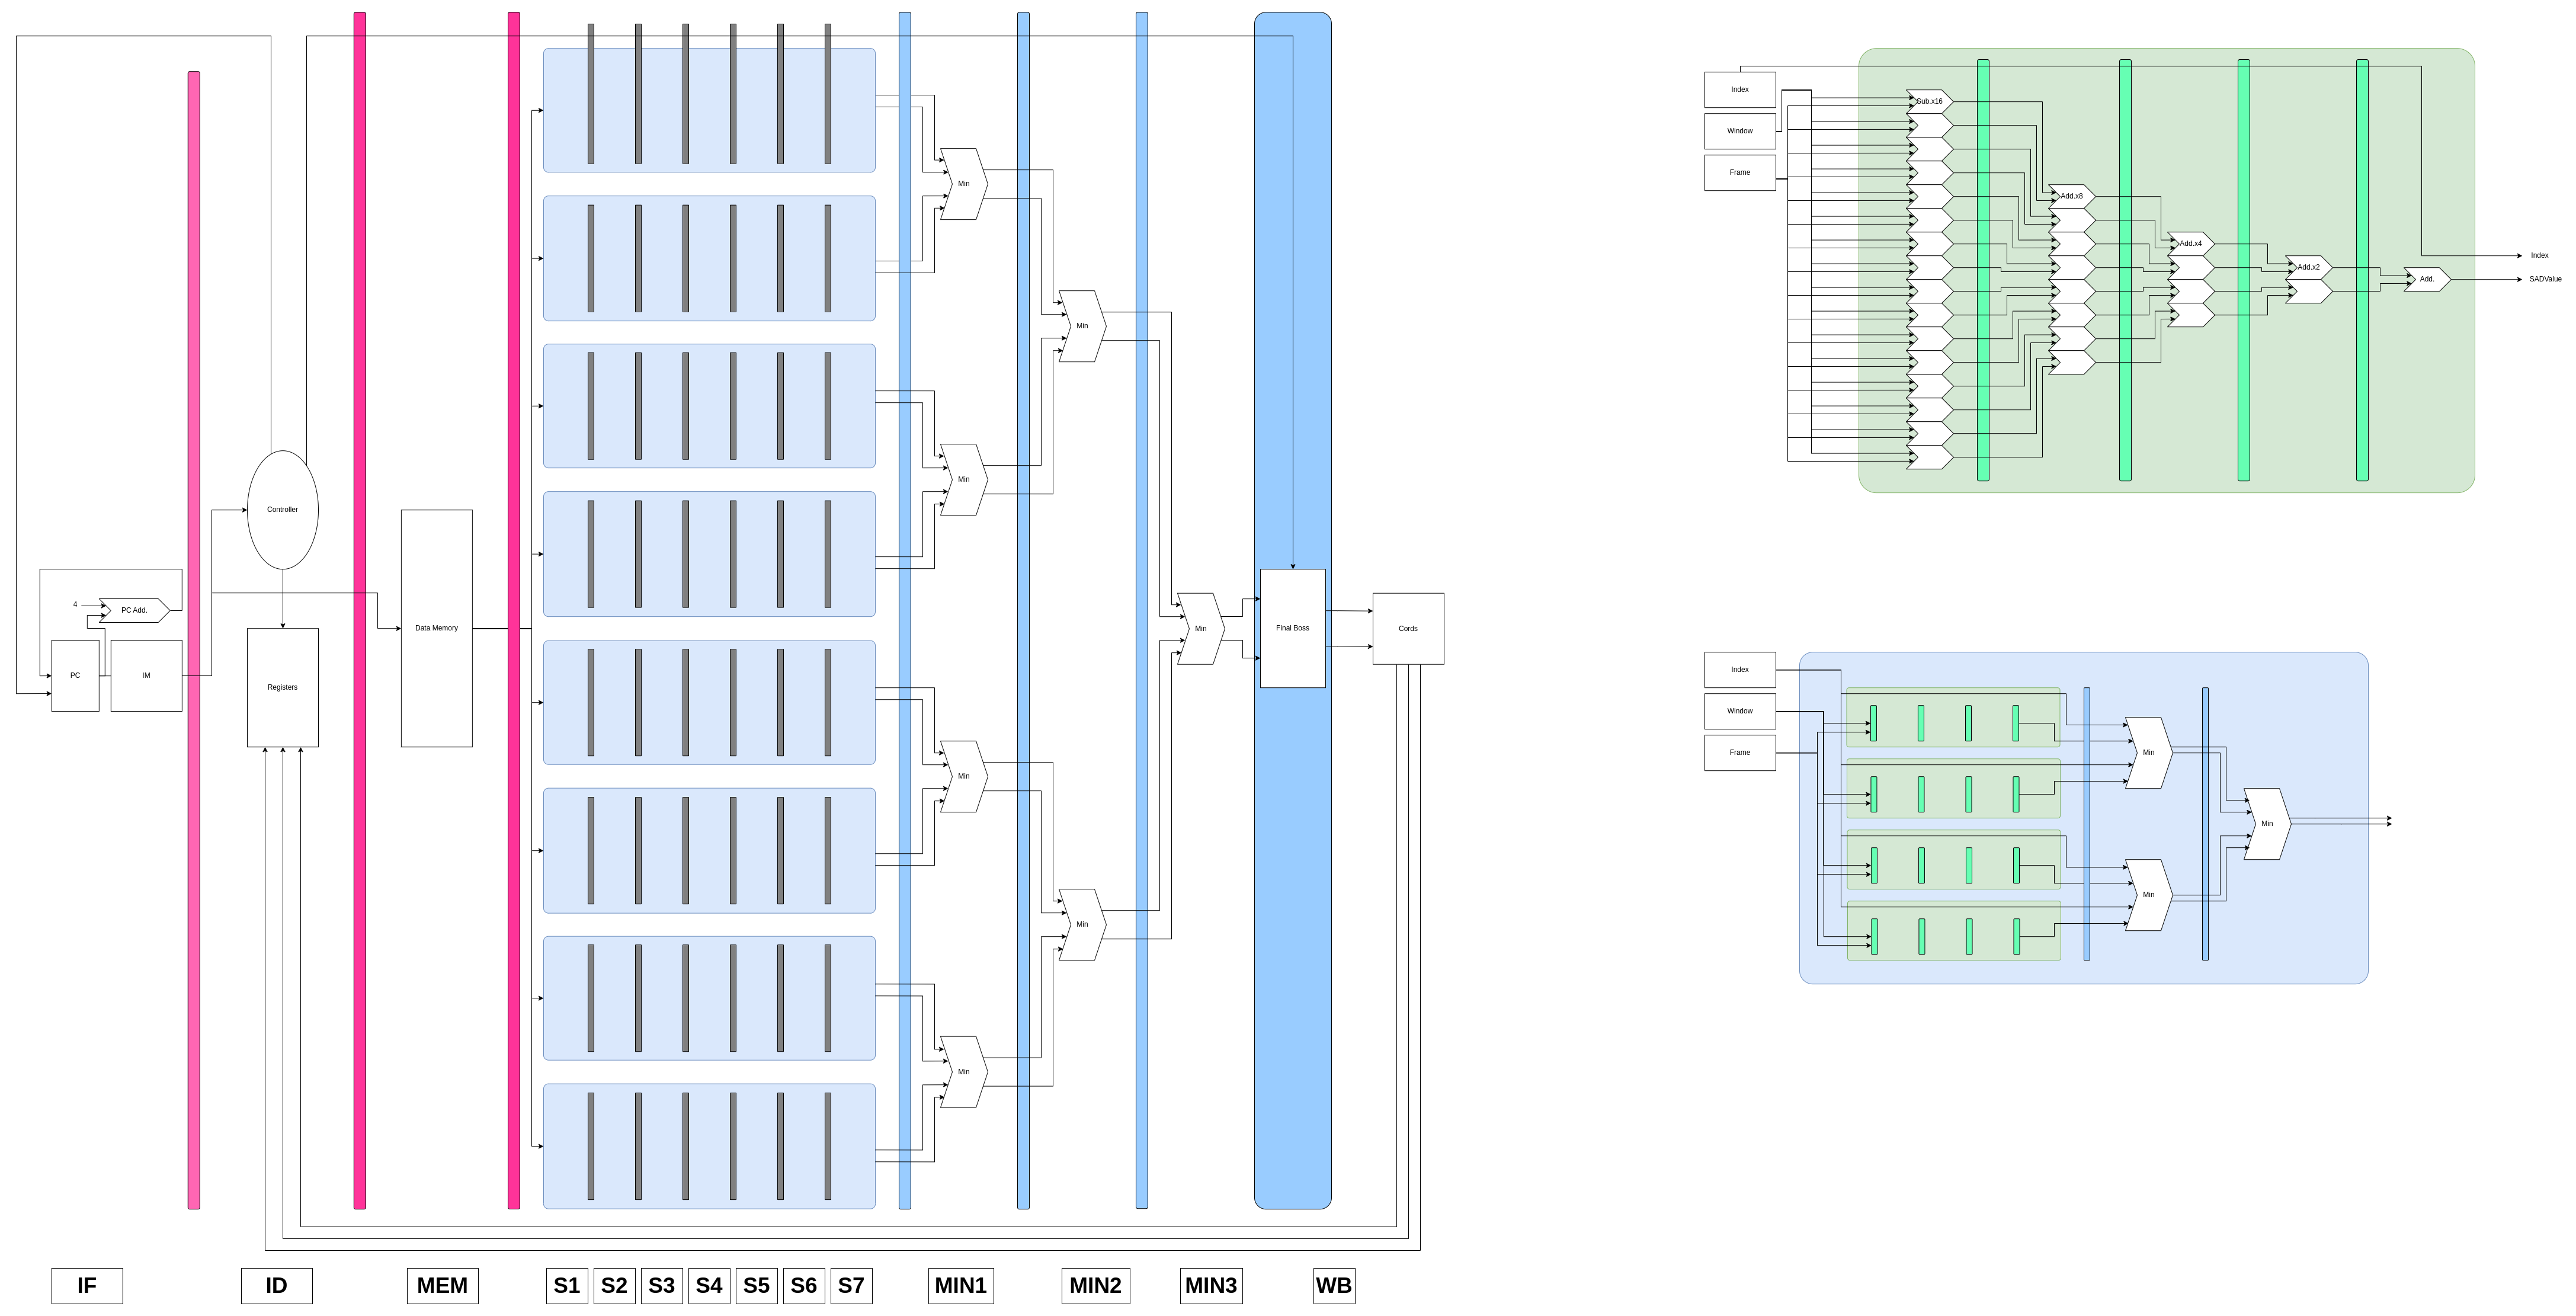 Controller
4
PC Add.
PC
IM
Registers
Data Memory
Min
Min
Min
Min
Min
Min
Min
Final Boss
Cords
IF
ID
MEM
S1
S2
S3
S4
S5
S6
S7
MIN1
MIN2
MIN3
WB
Index
Window
Frame
Sub.x16
Add.x8
Add.x4
Add.x2
Add.
Index
SADValue
Index
Window
Frame
Min
Min
Min